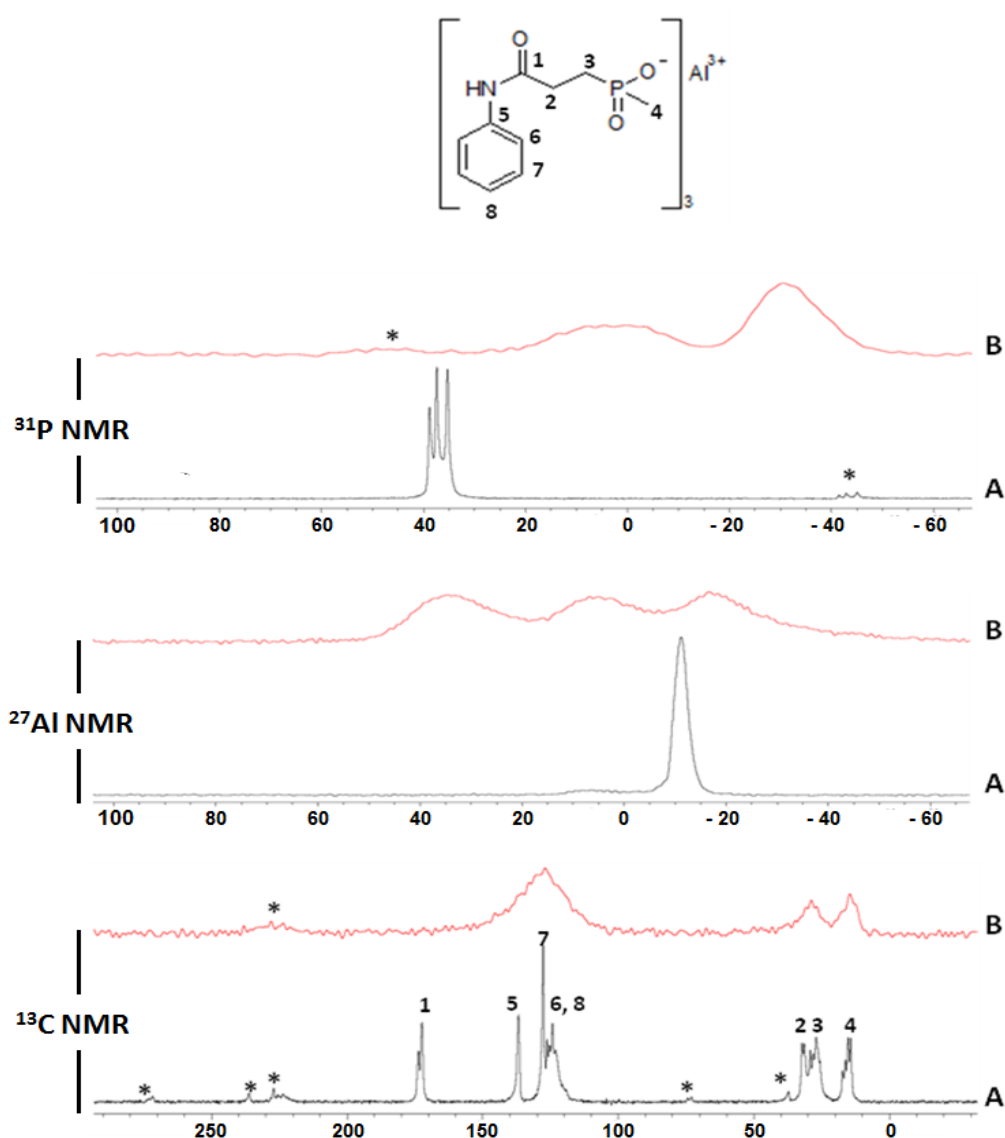 O
1
3
O⁻
Al³⁺
HN
2
P
4
5
O
6
7
8
3
*
B
³¹P NMR
*
A
100 80 60 40 20 0 - 20 - 40 - 60
B
²⁷Al NMR
A
100 80 60 40 20 0 - 20 - 40 - 60
*
B
7
¹³C NMR
1 5 6, 8 2 3 4
* * * * *
A
250 200 150 100 50 0